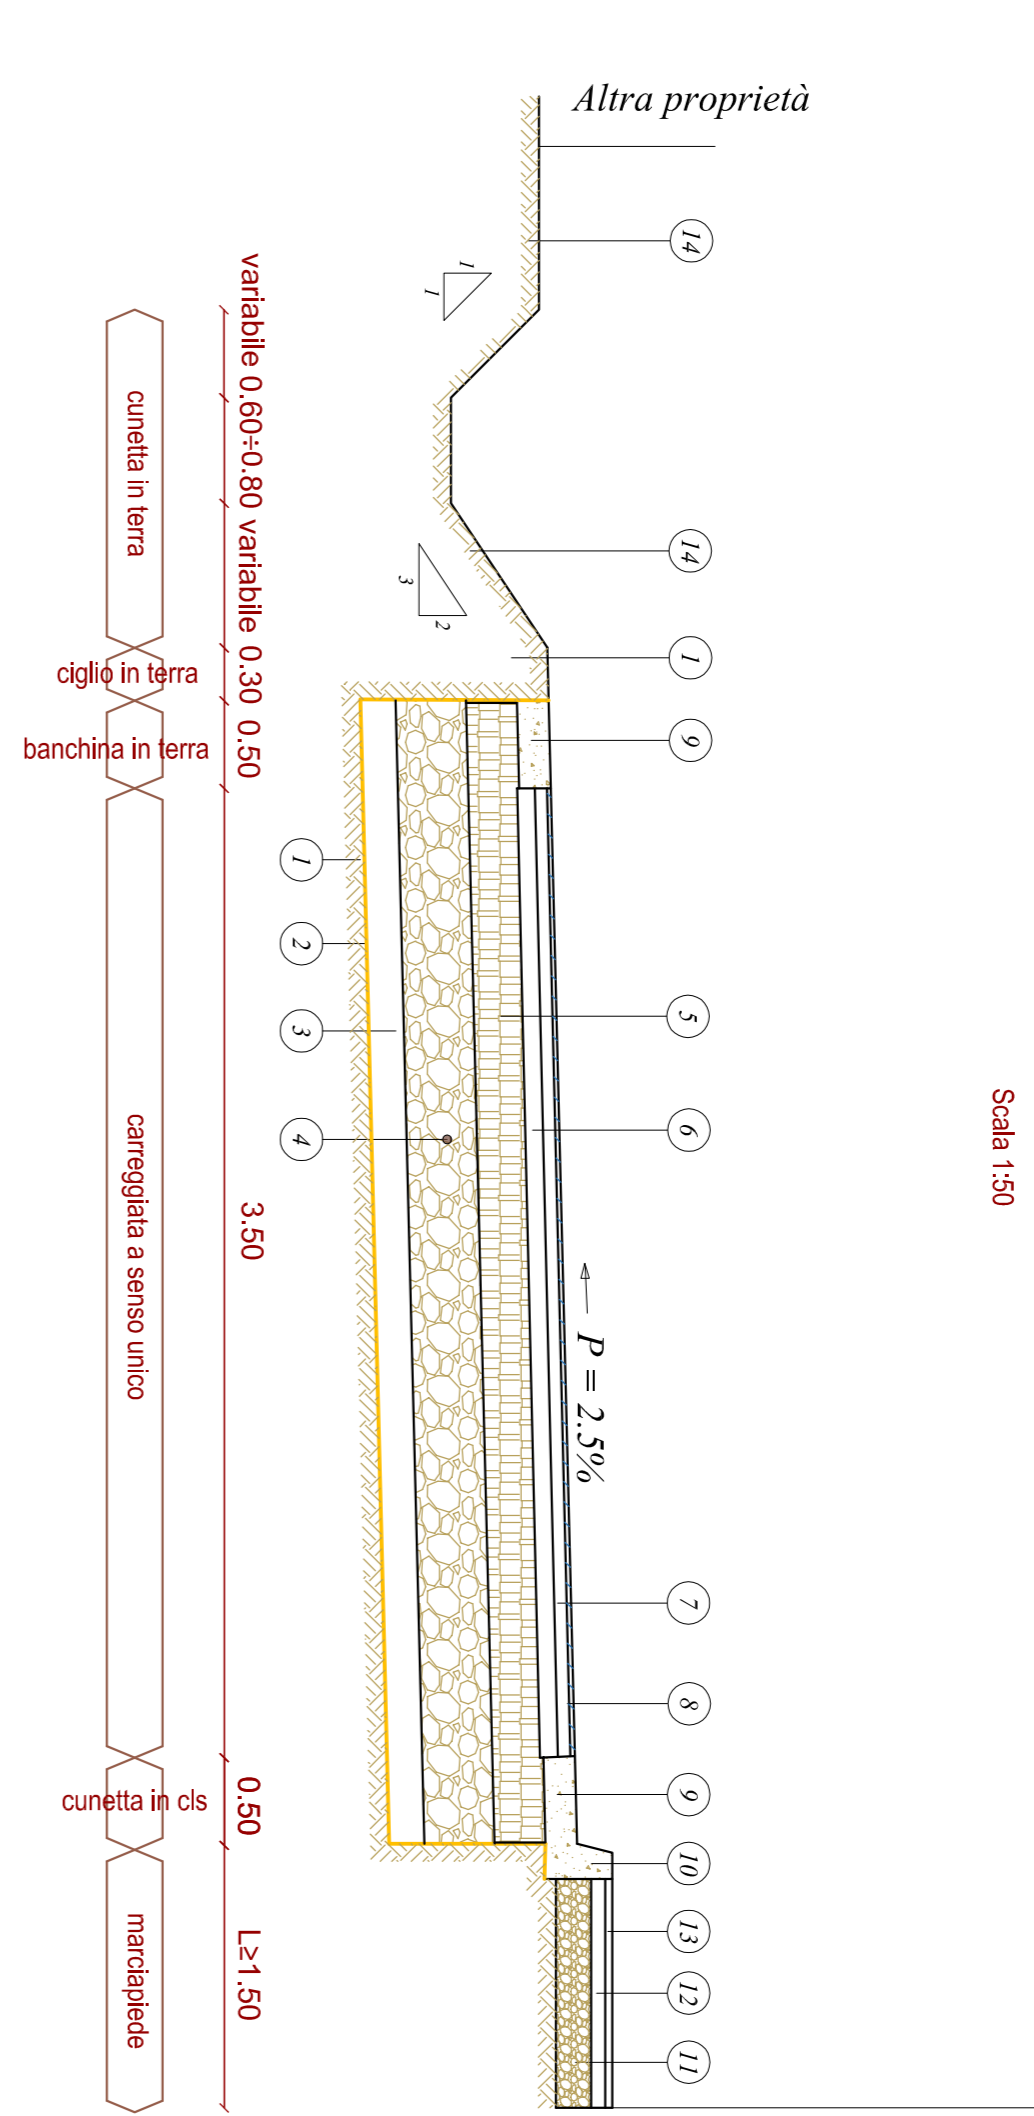 Altra proprietà
Scala 1:50
14
14
1
9
5
6
7
8
9
10
13
12
11
1
1
3
2
P = 2.5%
1
2
3
4
variabile 0.60÷0.80 variabile 0.30 0.50 3.50 0.50 L≥1.50
cunetta in terra
ciglio in terra
banchina in terra
carreggiata a senso unico
cunetta in cls
marciapiede